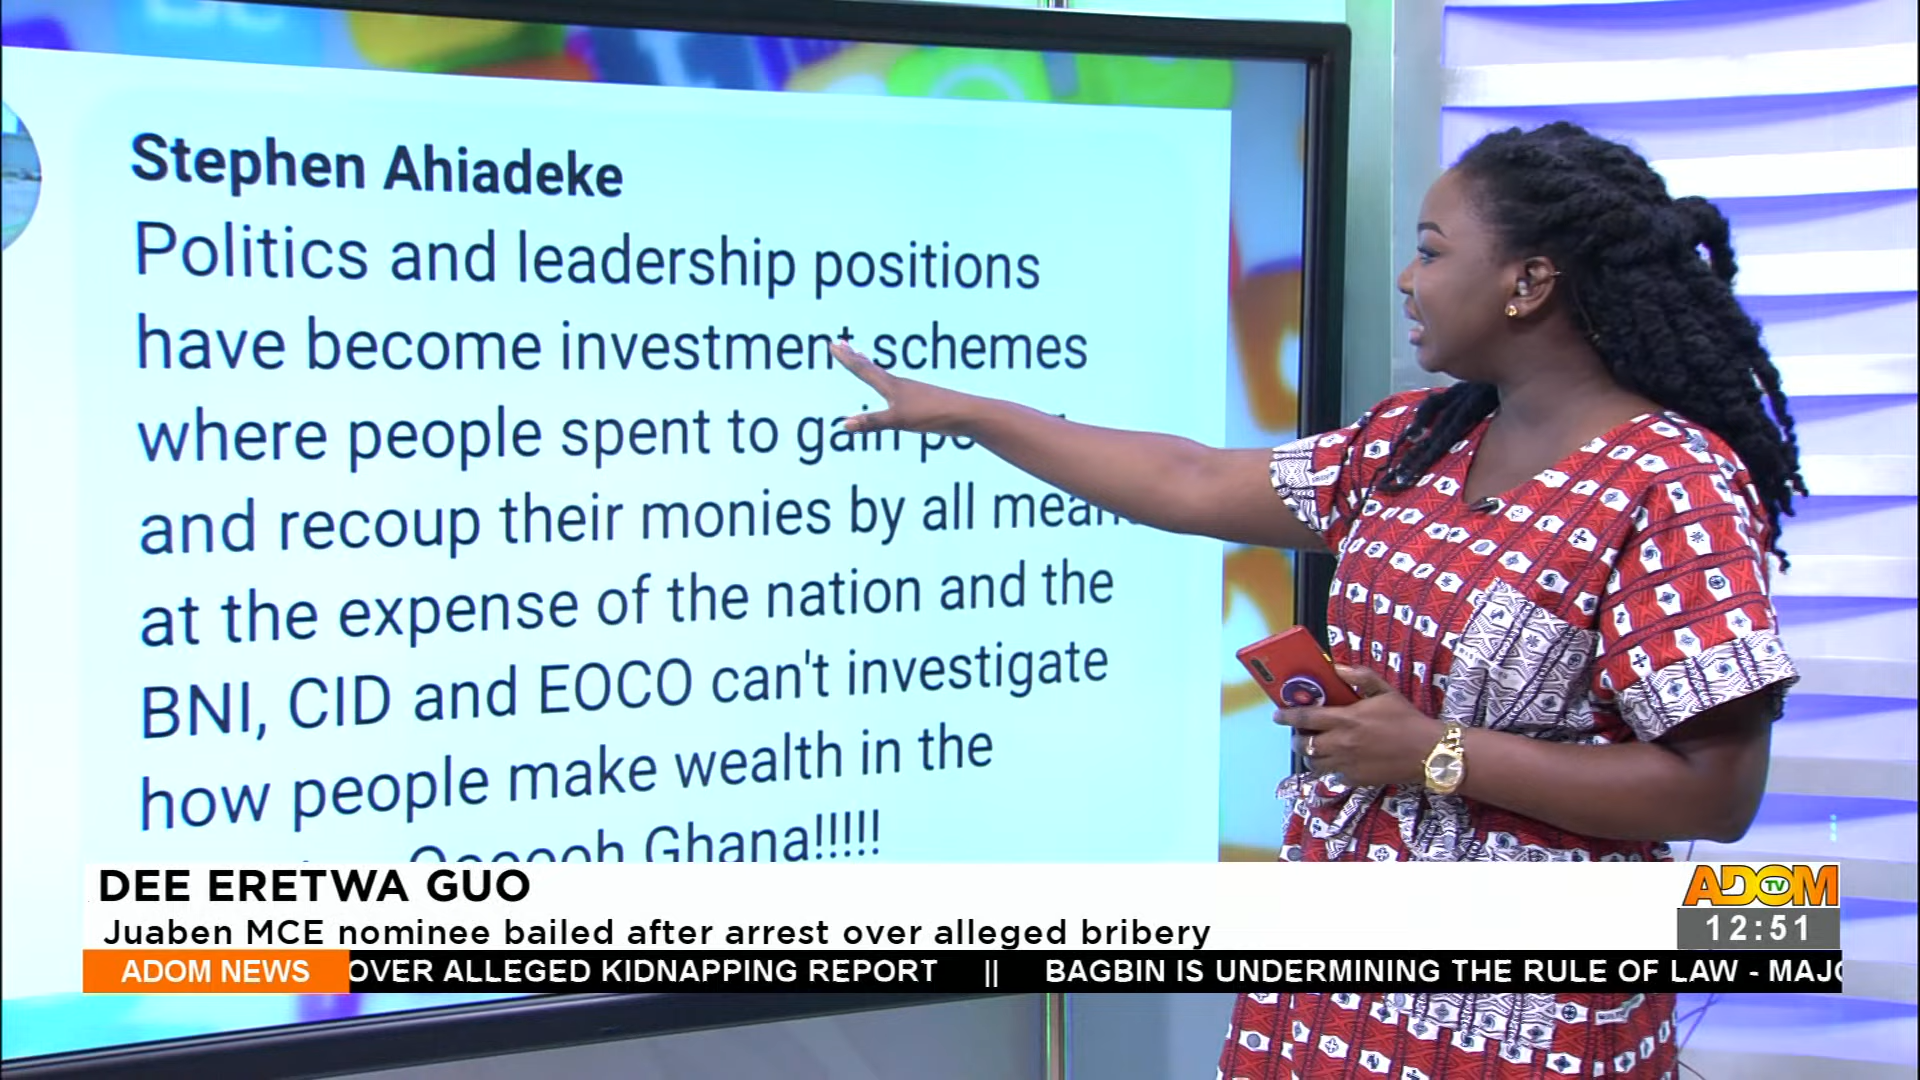 Stephen Ahiadeke
Politics and leadership positions
have become investment schemes
where people spent to gain
and recoup their monies by all
at the expense of the nation and the
BNI, CID and EOCO can't investigate
how people make wealth in the
Ghana!!!!!
DEE ERETWA GUO
Juaben MCE nominee bailed after arrest over alleged bribery
ADOM TV
12:51
ADOM NEWS
OVER ALLEGED KIDNAPPING REPORT || BAGBIN IS UNDERMINING THE RULE OF LAW -